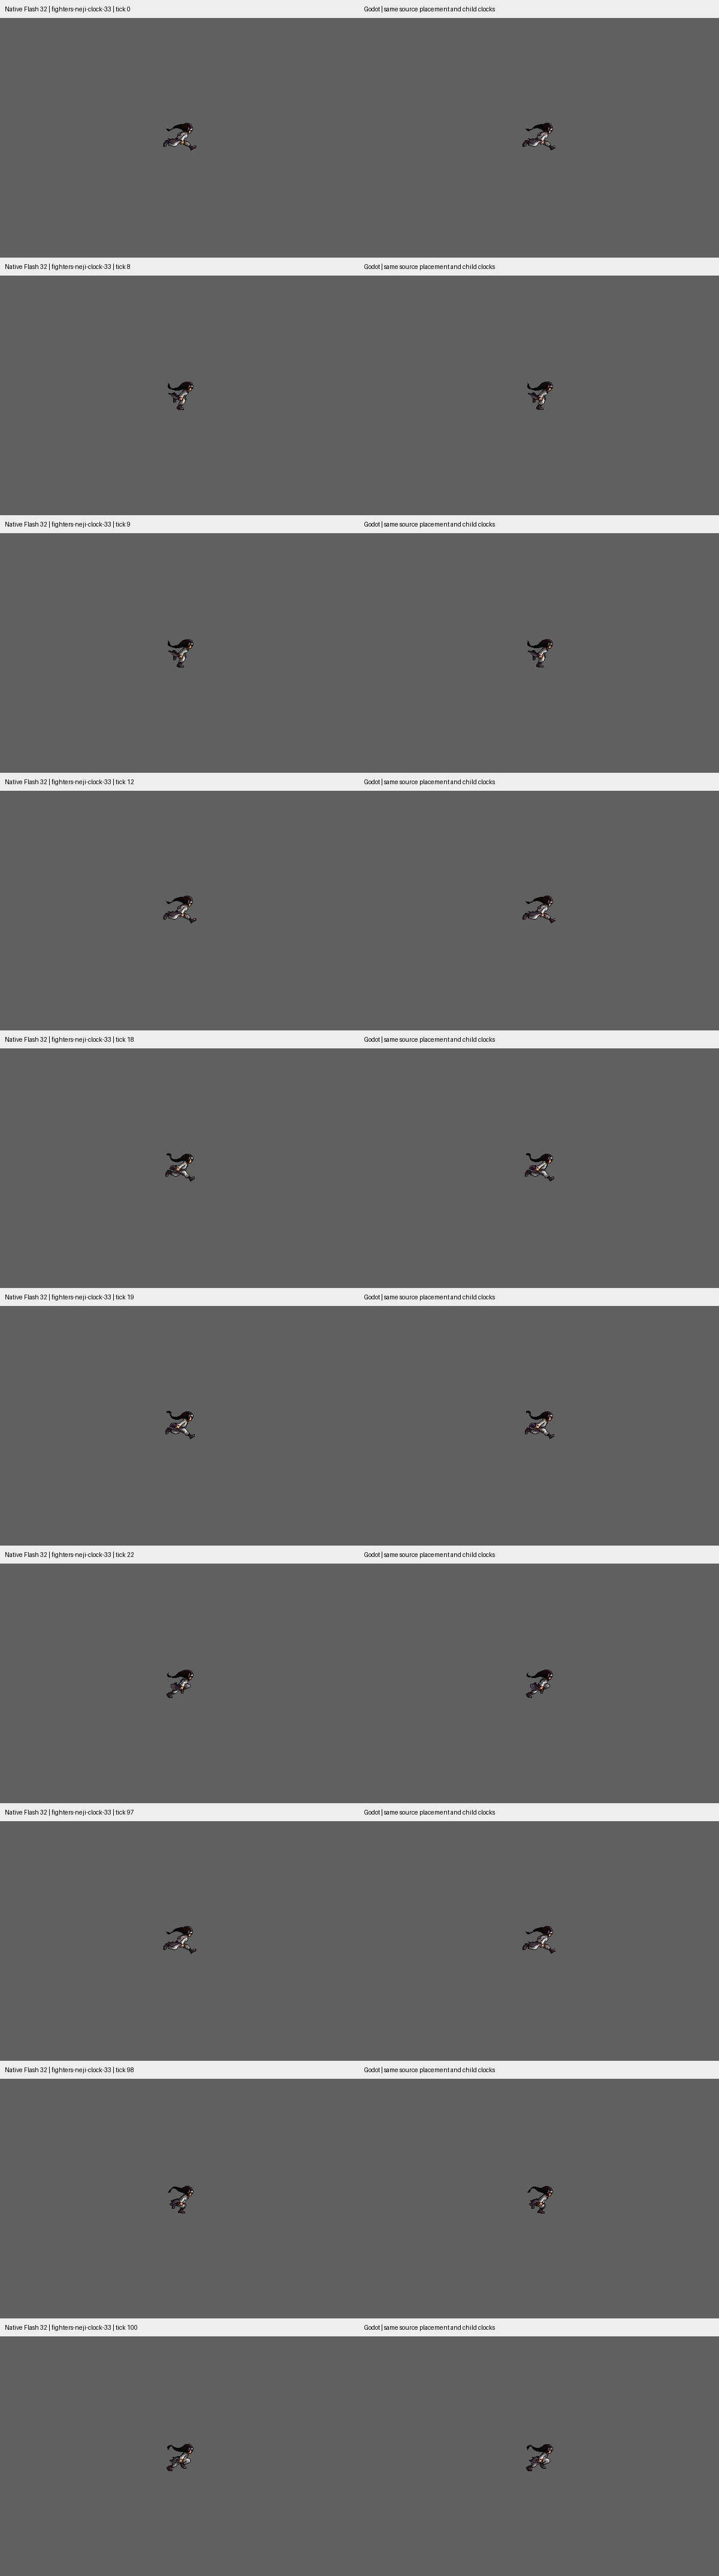 Native Flash 32 | fighters-neji-clock-33 | tick 0
Godot | same source placement and child clocks
Native Flash 32 | fighters-neji-clock-33 | tick 8
Godot | same source placement and child clocks
Native Flash 32 | fighters-neji-clock-33 | tick 9
Godot | same source placement and child clocks
Native Flash 32 | fighters-neji-clock-33 | tick 12
Godot | same source placement and child clocks
Native Flash 32 | fighters-neji-clock-33 | tick 18
Godot | same source placement and child clocks
Native Flash 32 | fighters-neji-clock-33 | tick 19
Godot | same source placement and child clocks
Native Flash 32 | fighters-neji-clock-33 | tick 22
Godot | same source placement and child clocks
Native Flash 32 | fighters-neji-clock-33 | tick 97
Godot | same source placement and child clocks
Native Flash 32 | fighters-neji-clock-33 | tick 98
Godot | same source placement and child clocks
Native Flash 32 | fighters-neji-clock-33 | tick 100
Godot | same source placement and child clocks